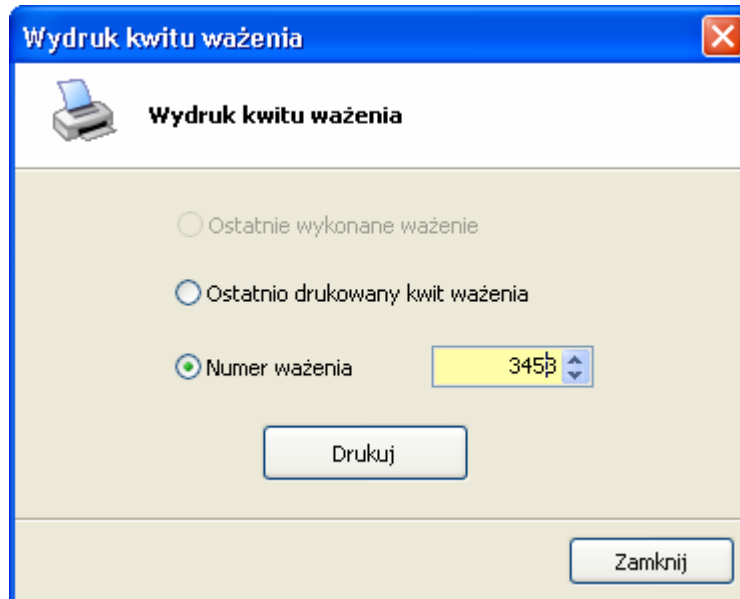 Wydruk kwitu ważenia
Wydruk kwitu ważenia
Ostatnie wykonane ważenie
Ostatnio drukowany kwit ważenia
Numer ważenia 3453
Drukuj
Zamknij